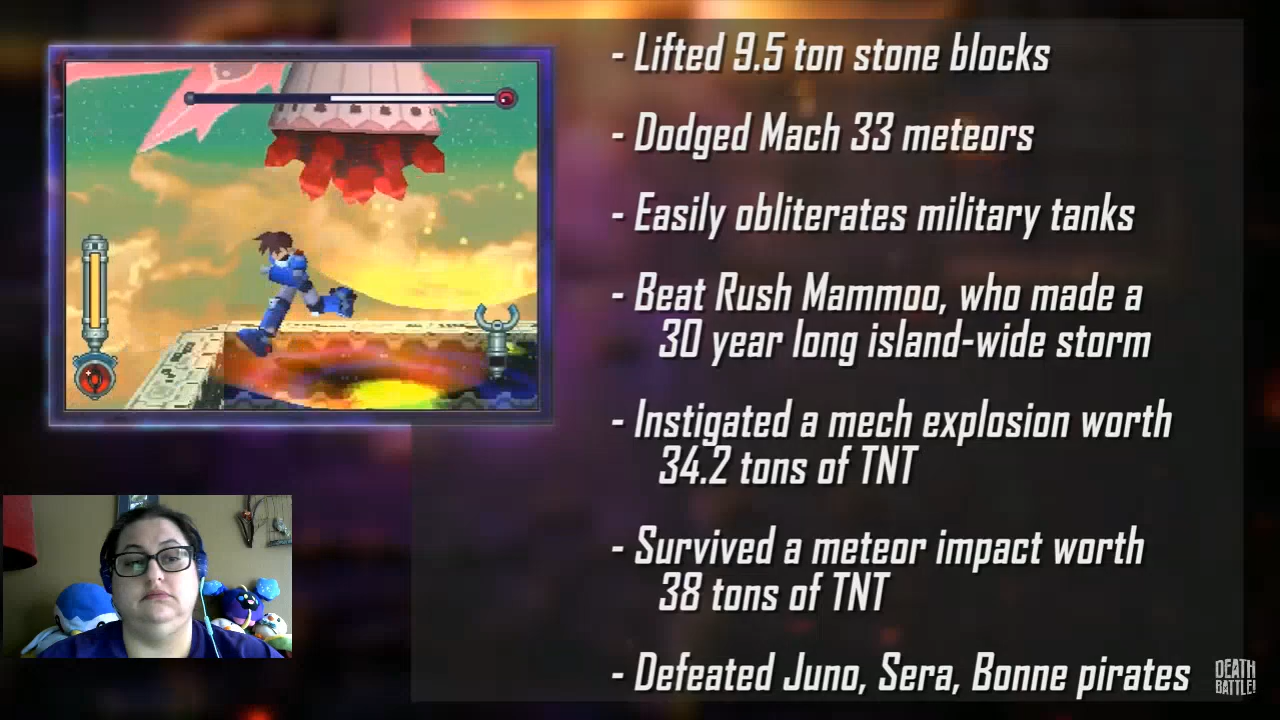 - Lifted 9.5 ton stone blocks
- Dodged Mach 33 meteors
- Easily obliterates military tanks
- Beat Rush Mammoo, who made a
30 year long island-wide storm
- Instigated a mech explosion worth
34.2 tons of TNT
- Survived a meteor impact worth
38 tons of TNT
- Defeated Juno, Sera, Bonne pirates
DEATH
BATTLE!